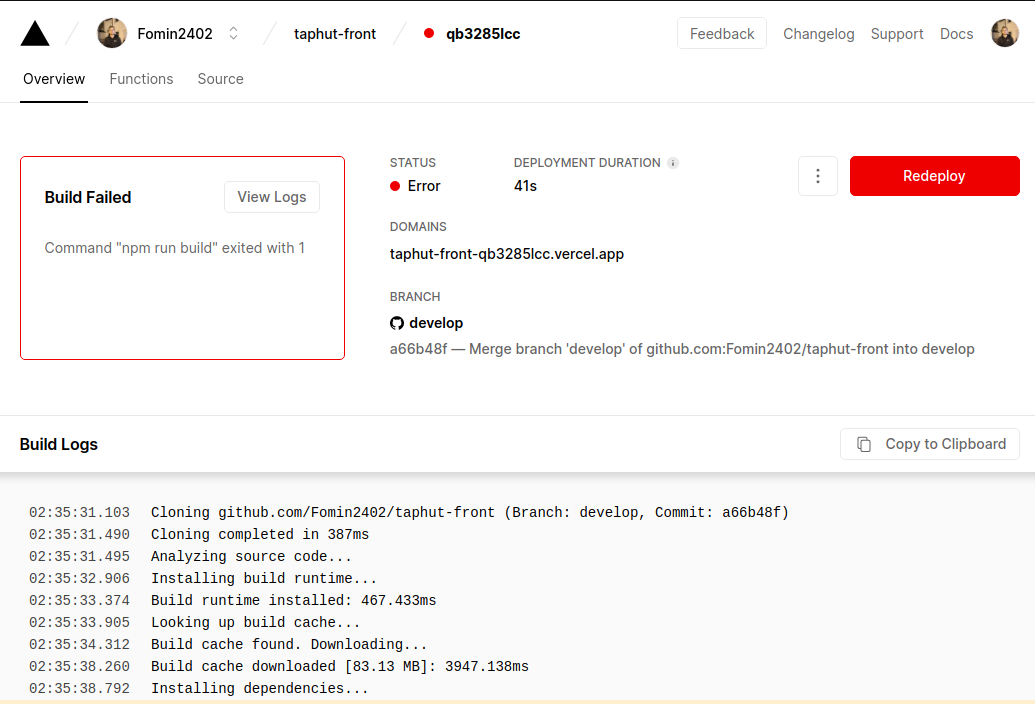 Fomin2402 taphut-front qb3285lcc Feedback Changelog Support Docs
Overview Functions Source
Build Failed View Logs
Command "npm run build" exited with 1
STATUS DEPLOYMENT DURATION
Error 41s
Redeploy
DOMAINS
taphut-front-qb3285lcc.vercel.app
BRANCH
develop
a66b48f — Merge branch 'develop' of github.com:Fomin2402/taphut-front into develop
Build Logs Copy to Clipboard
02:35:31.103 Cloning github.com/Fomin2402/taphut-front (Branch: develop, Commit: a66b48f)
02:35:31.490 Cloning completed in 387ms
02:35:31.495 Analyzing source code...
02:35:32.906 Installing build runtime...
02:35:33.374 Build runtime installed: 467.433ms
02:35:33.905 Looking up build cache...
02:35:34.312 Build cache found. Downloading...
02:35:38.260 Build cache downloaded [83.13 MB]: 3947.138ms
02:35:38.792 Installing dependencies...